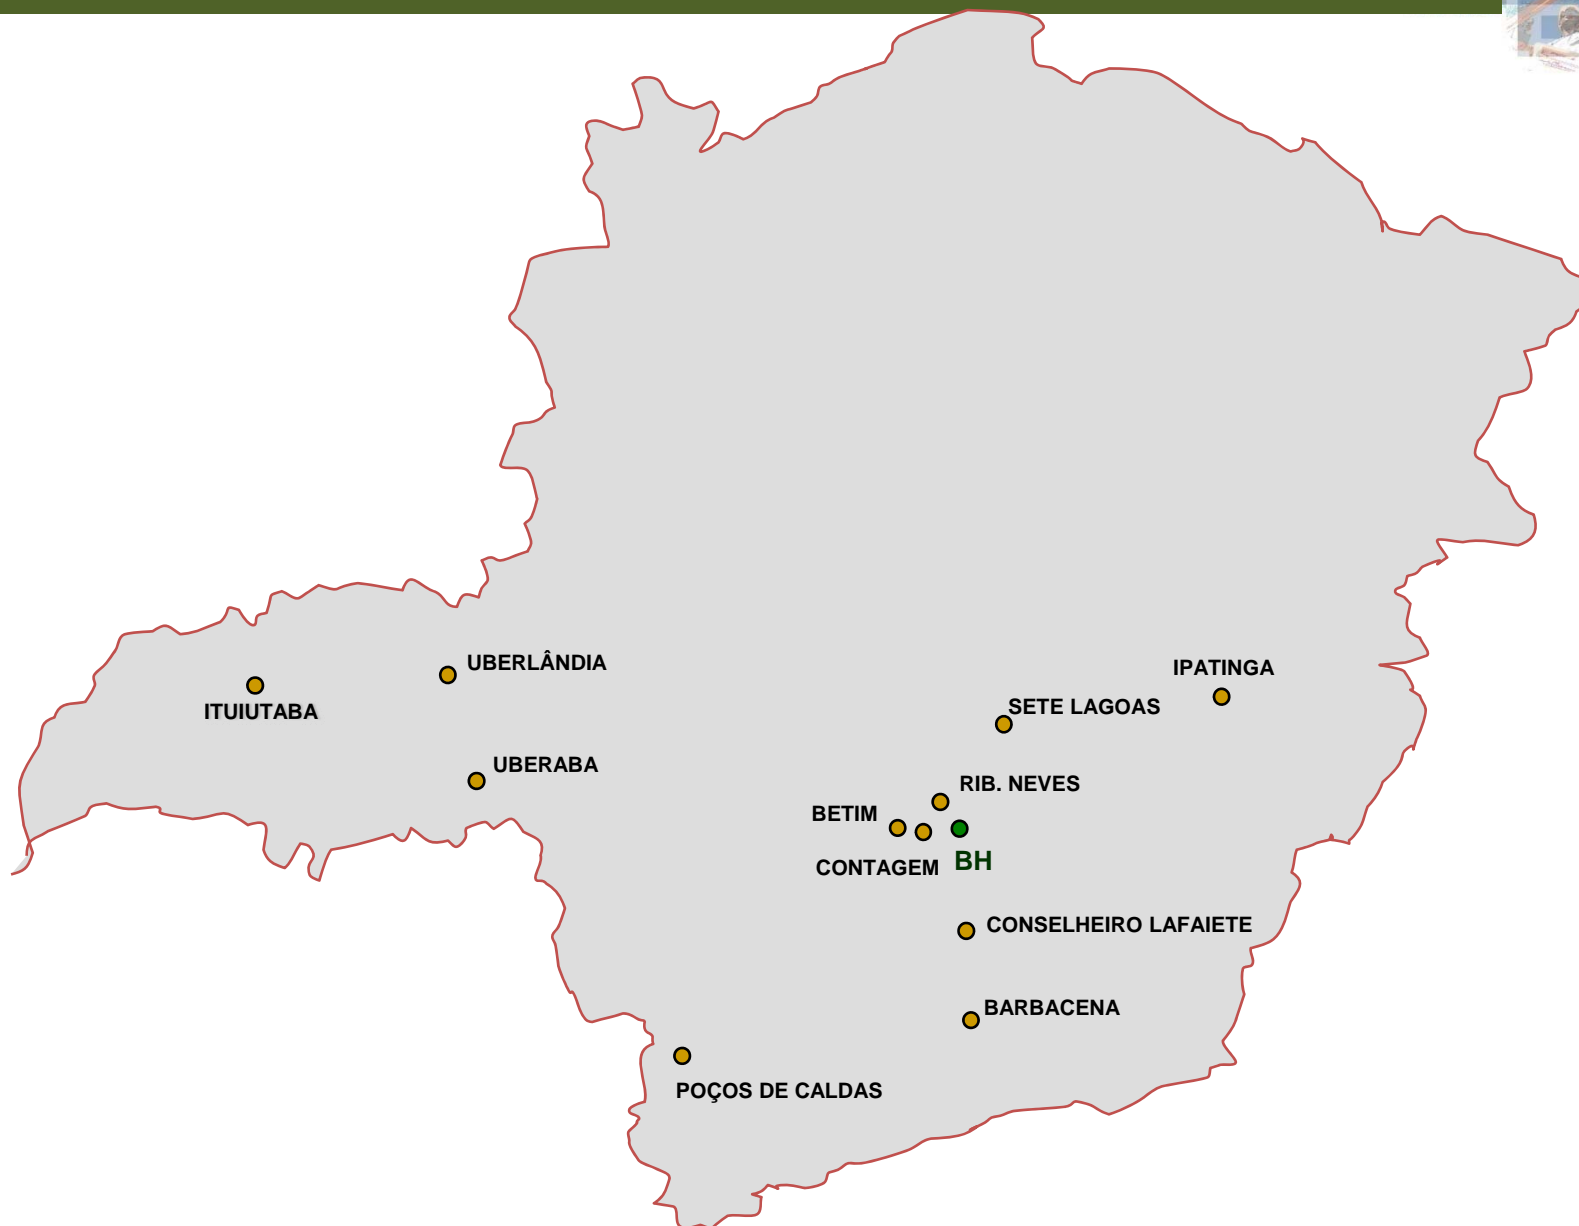 UBERLÂNDIA
IPATINGA
ITUIUTABA
SETE LAGOAS
UBERABA
RIB. NEVES
BETIM
CONTAGEM
BH
CONSELHEIRO LAFAIETE
BARBACENA
POÇOS DE CALDAS